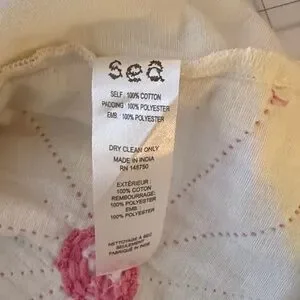 sea
SELF: 100% COTTON
PADDING : 100% POLYESTER
EMB : 100% POLYESTER
DRY CLEAN ONLY
MADE IN INDIA
RN 148750
EXTÉRIEUR :
100% COTTON
REMBOURRAGE:
100% POLYESTER
EMB:
100% POLYESTER
NETTOYAGE À SEC
SEULEMENT
FABRIQUÉ EN INDE